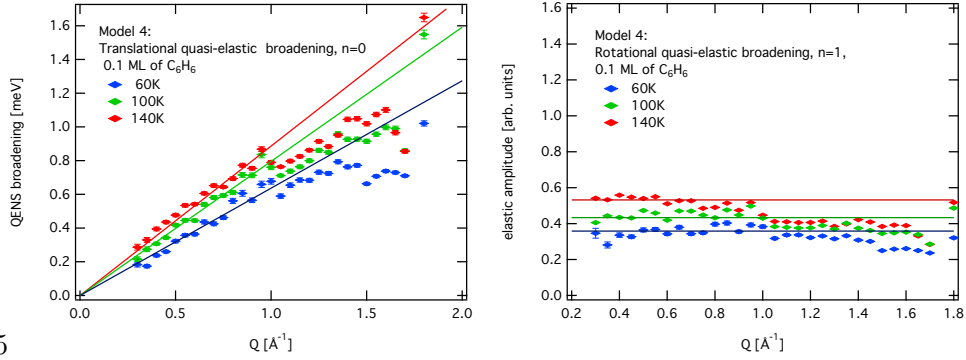 1.6
1.4
1.2
1.0
0.8
0.6
0.4
0.2
0.0
QENS broadening [meV]
Model 4:
Translational quasi-elastic broadening, n=0
0.1 ML of C₆H₆
60K
100K
140K
0.0 0.5 1.0 1.5 2.0
Q [Å⁻¹]
1.6
1.4
1.2
1.0
0.8
0.6
0.4
0.2
0.0
elastic amplitude [arb. units]
Model 4:
Rotational quasi-elastic broadening, n=1,
0.1 ML of C₆H₆
60K
100K
140K
0.2 0.4 0.6 0.8 1.0 1.2 1.4 1.6 1.8
Q [Å⁻¹]
5